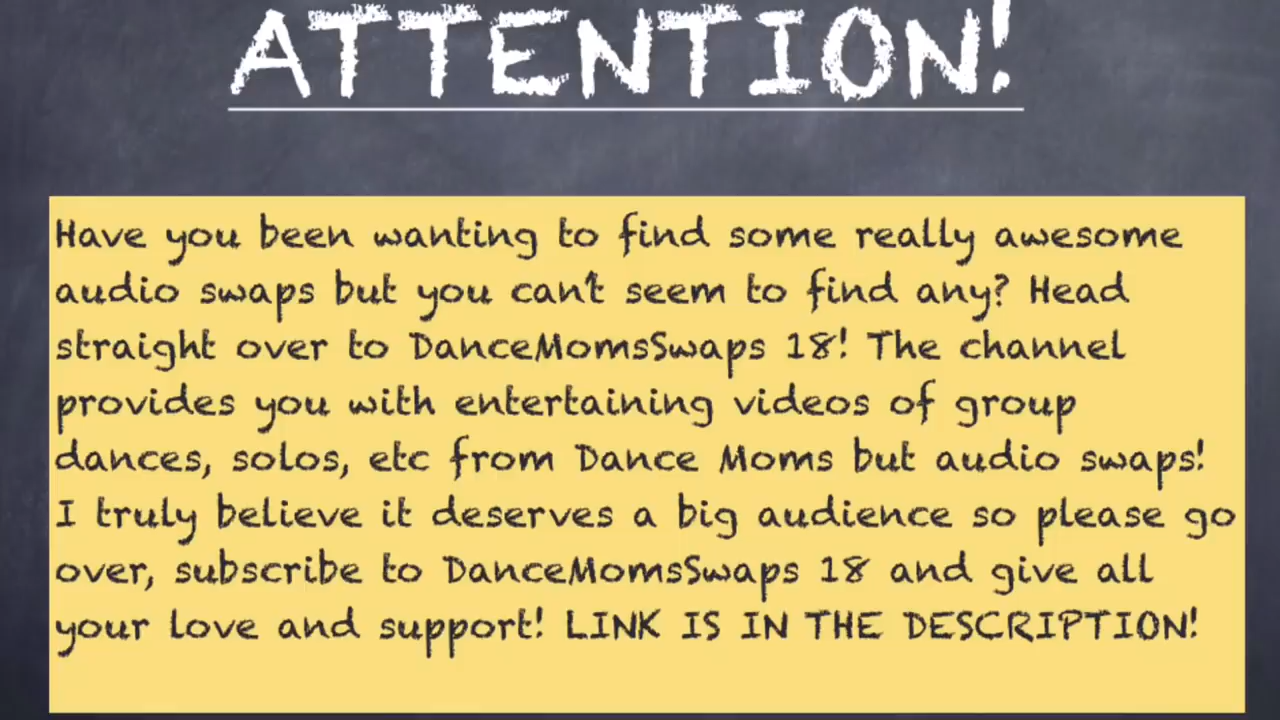 ATTENTION!
Have you been wanting to find some really awesome
audio swaps but you can't seem to find any? Head
straight over to DanceMomsSwaps 18! The channel
provides you with entertaining videos of group
dances, solos, etc from Dance Moms but audio swaps!
I truly believe it deserves a big audience so please go
over, subscribe to DanceMomsSwaps 18 and give all
your love and support! LINK IS IN THE DESCRIPTION!